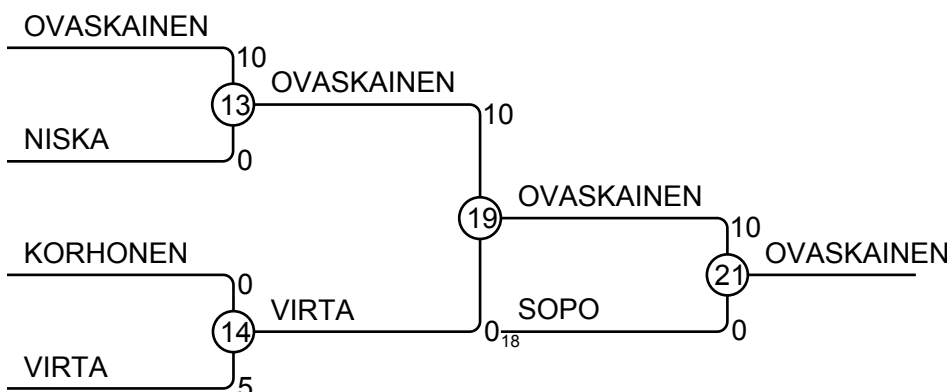 OVASKAINEN
10
13
OVASKAINEN
10
NISKA
0
19
OVASKAINEN
10
KORHONEN
0
21
OVASKAINEN
14
VIRTA
0
18
SOPO
0
VIRTA
5